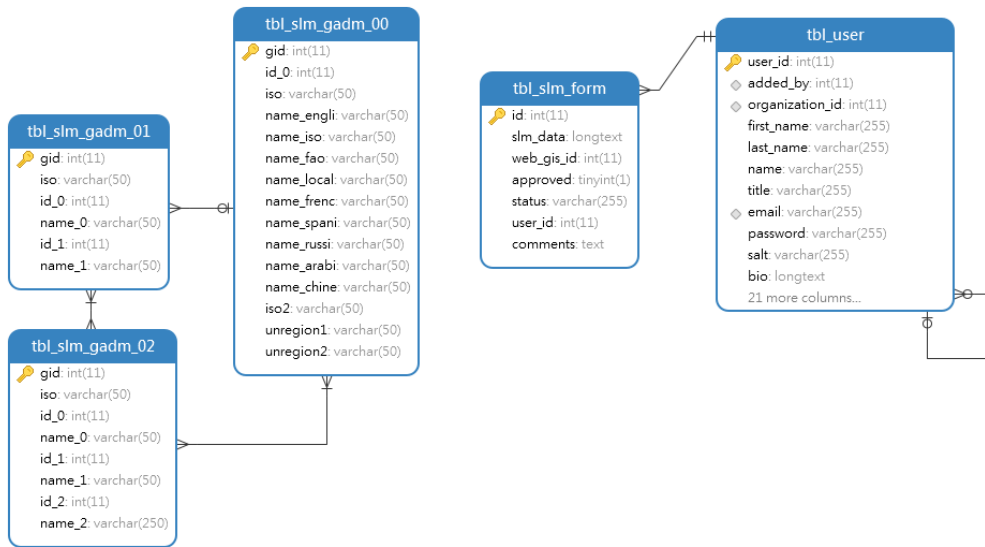 tbl_slm_gadm_00
gid: int(11)
id_0: int(11)
iso: varchar(50)
name_engli: varchar(50)
name_iso: varchar(50)
name_fao: varchar(50)
name_local: varchar(50)
name_frenc: varchar(50)
name_spani: varchar(50)
name_russi: varchar(50)
name_arabi: varchar(50)
name_chine: varchar(50)
iso2: varchar(50)
unregion1: varchar(50)
unregion2: varchar(50)
tbl_slm_gadm_01
gid: int(11)
iso: varchar(50)
id_0: int(11)
name_0: varchar(50)
id_1: int(11)
name_1: varchar(50)
tbl_slm_gadm_02
gid: int(11)
iso: varchar(50)
id_0: int(11)
name_0: varchar(50)
id_1: int(11)
name_1: varchar(50)
id_2: int(11)
name_2: varchar(250)
tbl_slm_form
id: int(11)
slm_data: longtext
web_gis_id: int(11)
approved: tinyint(1)
status: varchar(255)
user_id: int(11)
comments: text
tbl_user
user_id: int(11)
added_by: int(11)
organization_id: int(11)
first_name: varchar(255)
last_name: varchar(255)
name: varchar(255)
title: varchar(255)
email: varchar(255)
password: varchar(255)
salt: varchar(255)
bio: longtext
21 more columns...